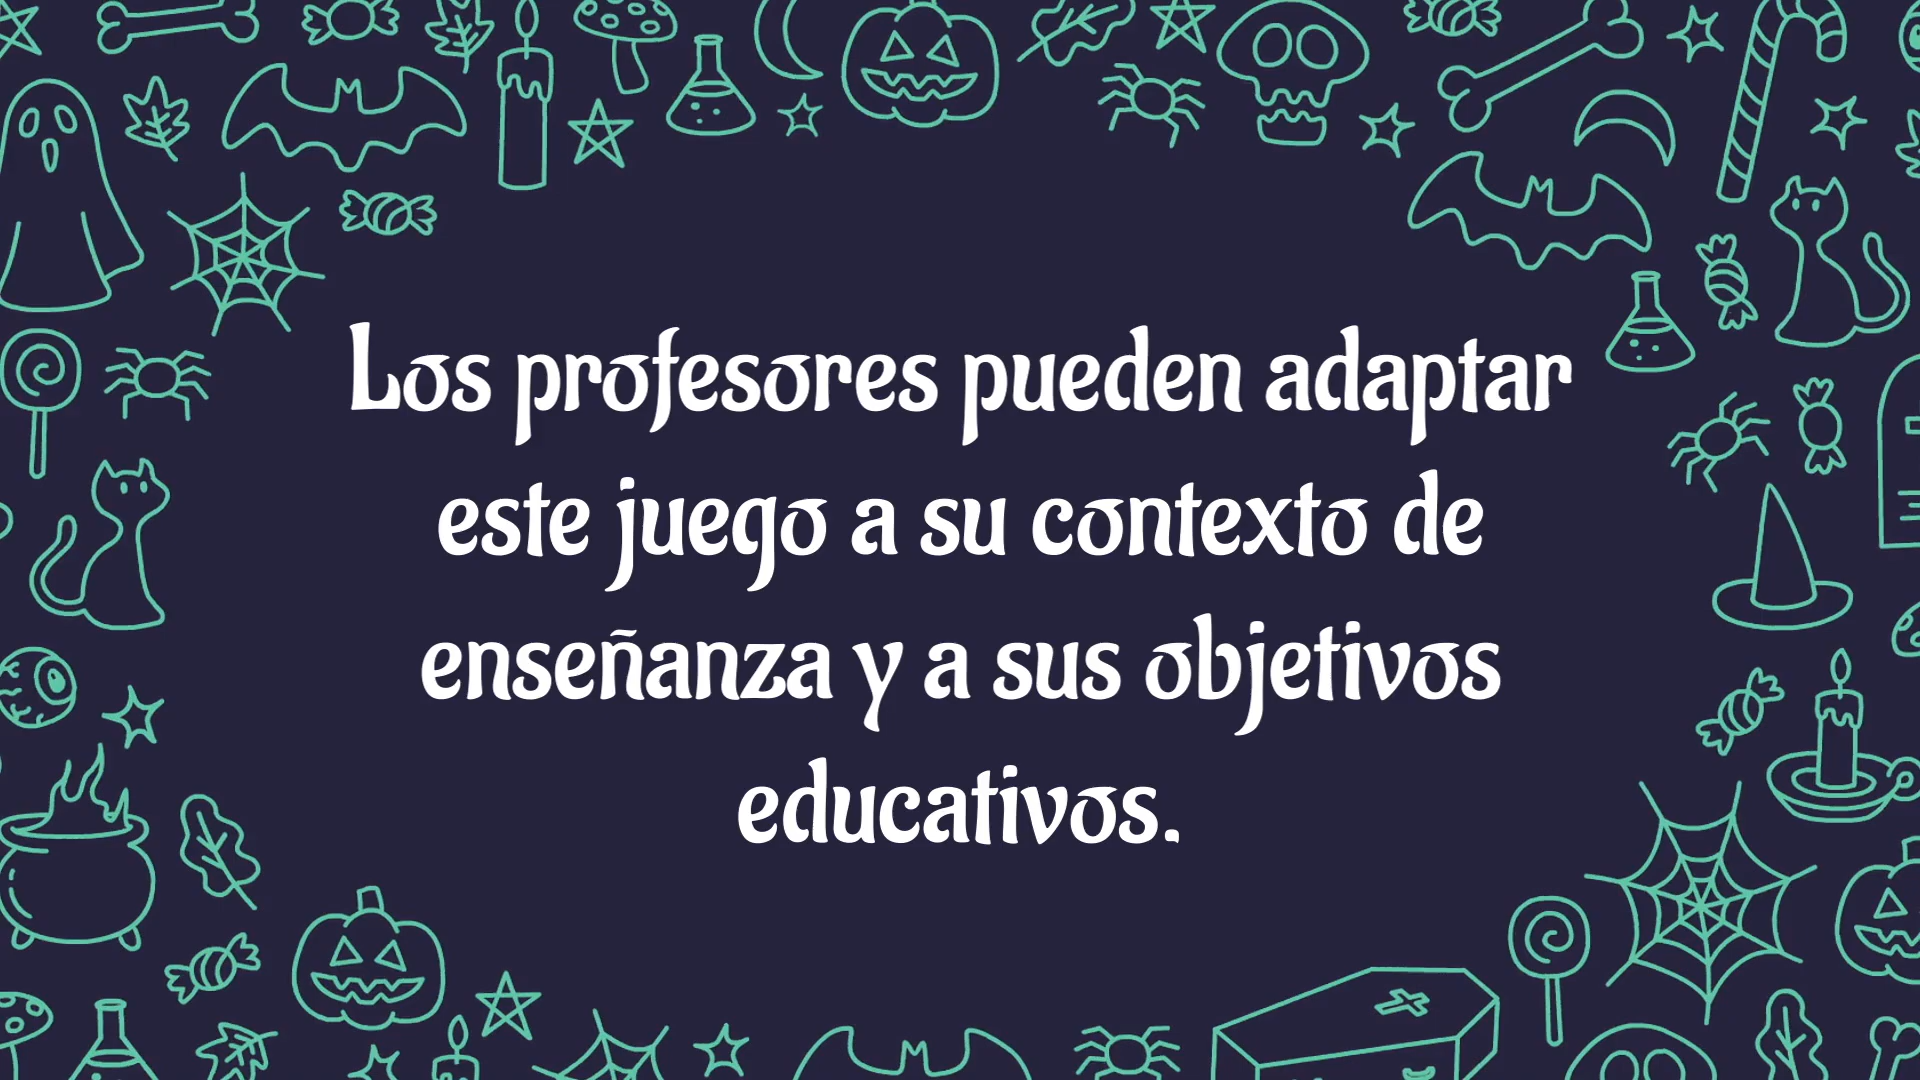 Los profesores pueden adaptar
este juego a su contexto de
enseñanza y a sus objetivos
educativos.